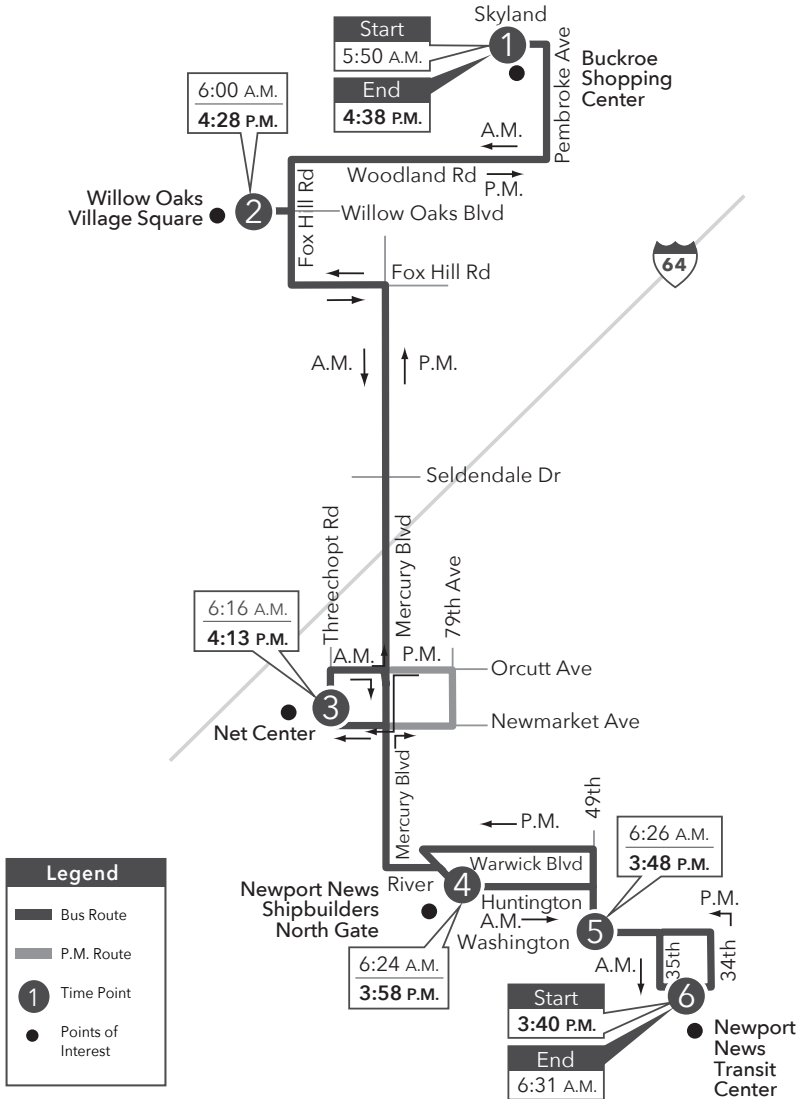 Skyland
Start
5:50 A.M.
1
End
4:38 P.M.
Buckroe
Shopping
Center
Pembroke Ave
6:00 A.M.
4:28 P.M.
A.M.
Woodland Rd
P.M.
Willow Oaks
Village Square
2
Fox Hill Rd
Willow Oaks Blvd
Fox Hill Rd
64
A.M.
P.M.
Seldendale Dr
Threechopt Rd
Mercury Blvd
79th Ave
6:16 A.M.
4:13 P.M.
A.M.
P.M.
Orcutt Ave
3
Net Center
Newmarket Ave
Mercury Blvd
49th
P.M.
6:26 A.M.
3:48 P.M.
Warwick Blvd
River
4
Newport News
Shipbuilders
North Gate
Huntington
A.M.
Washington
5
P.M.
35th
34th
A.M.
6:24 A.M.
3:58 P.M.
6
Start
3:40 P.M.
End
6:31 A.M.
Newport
News
Transit
Center
Legend
Bus Route
P.M. Route
1
Time Point
Points of
Interest